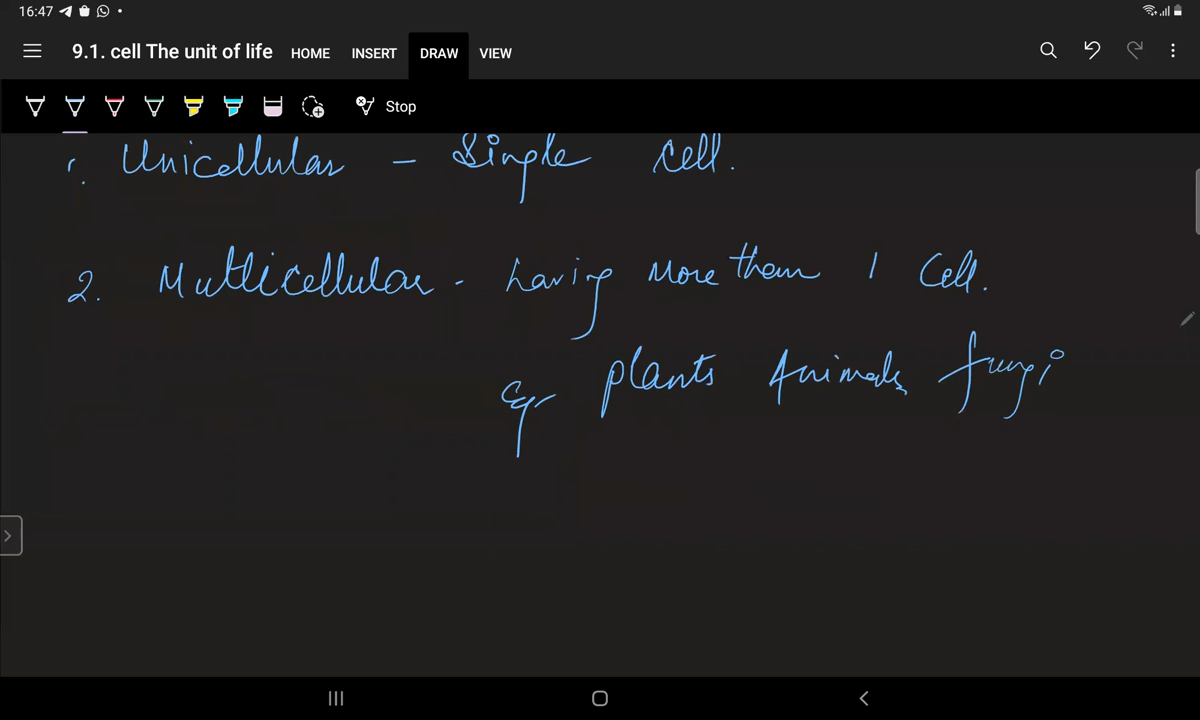 16:47
9.1. cell The unit of life HOME INSERT DRAW VIEW
Stop
1. Unicellular - Single cell.
2. Multicellular - having more than 1 cell.
Eg- plants Animals, fungi